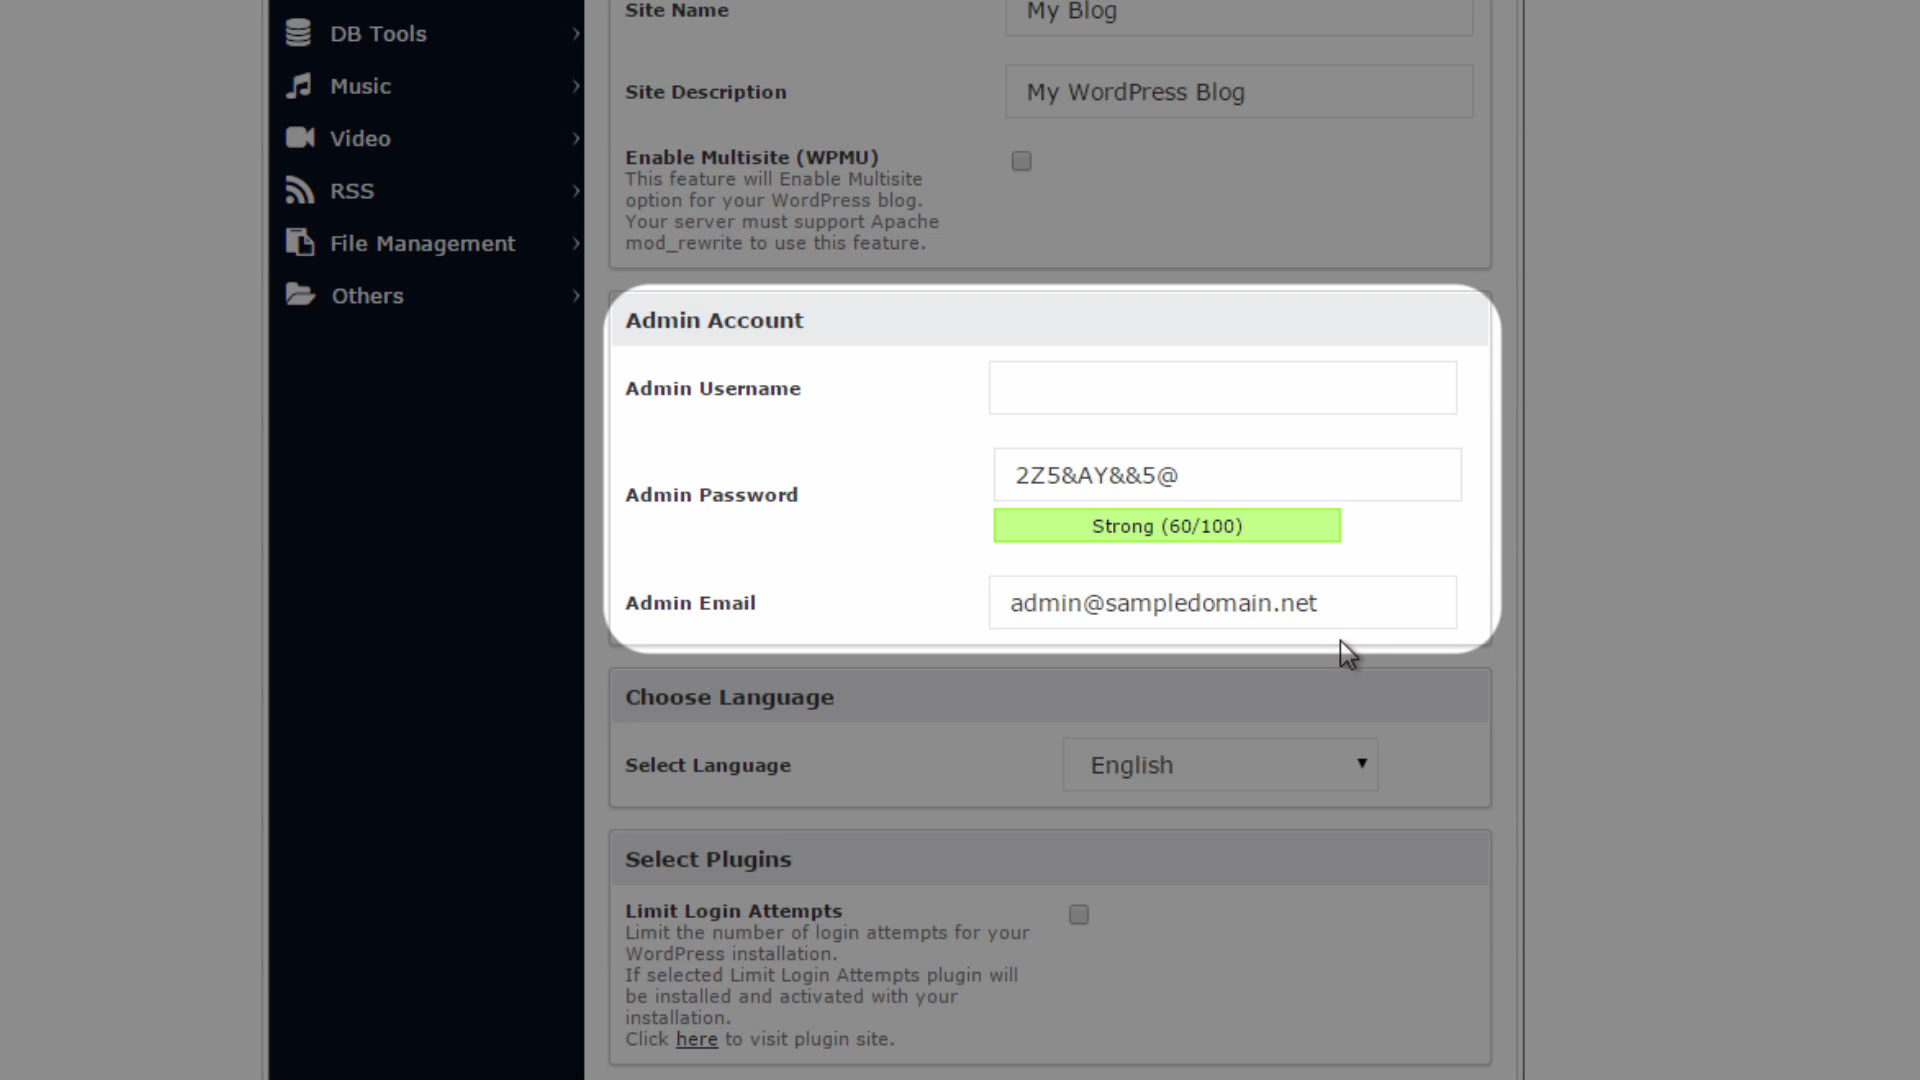 DB Tools
Music
Video
RSS
File Management
Others
Site Name
My Blog
Site Description
My WordPress Blog
Enable Multisite (WPMU)
This feature will Enable Multisite
option for your WordPress blog.
Your server must support Apache
mod_rewrite to use this feature.
Admin Account
Admin Username
Admin Password
2Z5&AY&&5@
Strong (60/100)
Admin Email
admin@sampledomain.net
Choose Language
Select Language
English
Select Plugins
Limit Login Attempts
Limit the number of login attempts for your
WordPress installation.
If selected Limit Login Attempts plugin will
be installed and activated with your
installation.
Click here to visit plugin site.